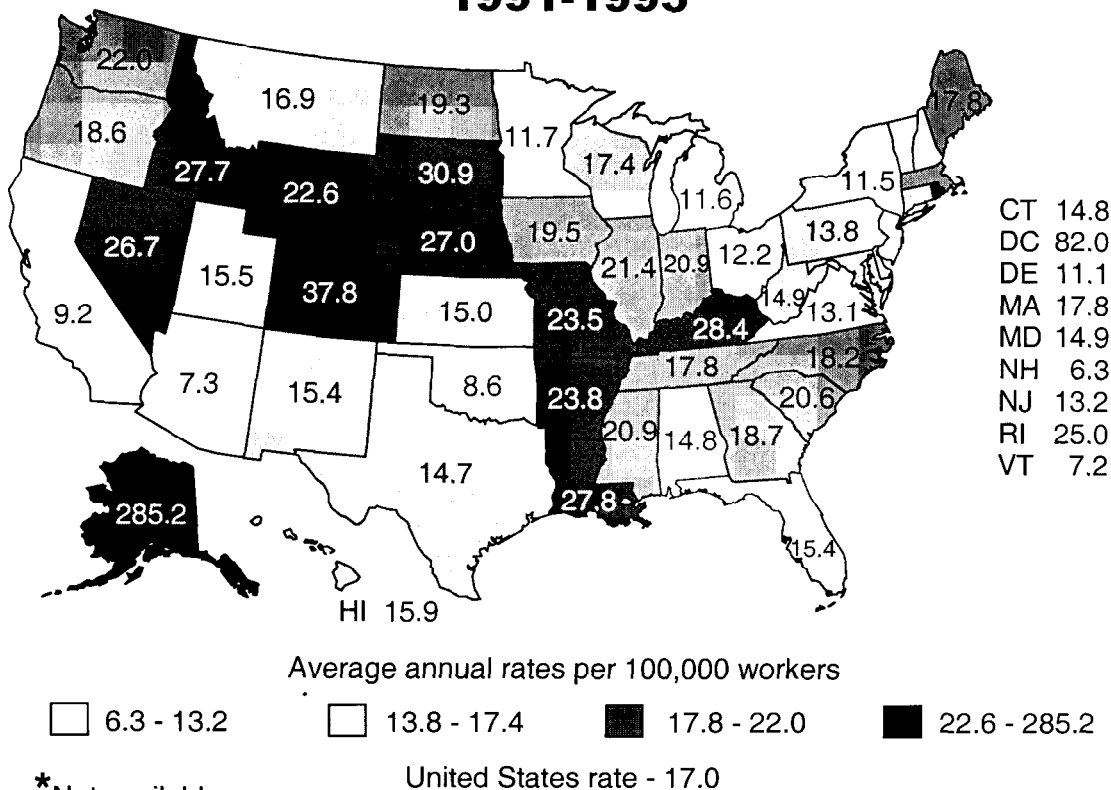 1991-1995
22.0
18.6
16.9
19.3
11.7
17.4
11.6
11.5
17.8
27.7
22.6
30.9
27.0
19.5
26.7
15.5
37.8
15.0
23.5
21.4
20.9
12.2
13.8
14.9
13.1
28.4
9.2
7.3
15.4
8.6
23.8
17.8
18.2
20.6
20.9
14.8
18.7
14.7
27.8
15.4
285.2
HI 15.9
CT 14.8
DC 82.0
DE 11.1
MA 17.8
MD 14.9
NH 6.3
NJ 13.2
RI 25.0
VT 7.2
Average annual rates per 100,000 workers
6.3 - 13.2
13.8 - 17.4
17.8 - 22.0
22.6 - 285.2
United States rate - 17.0